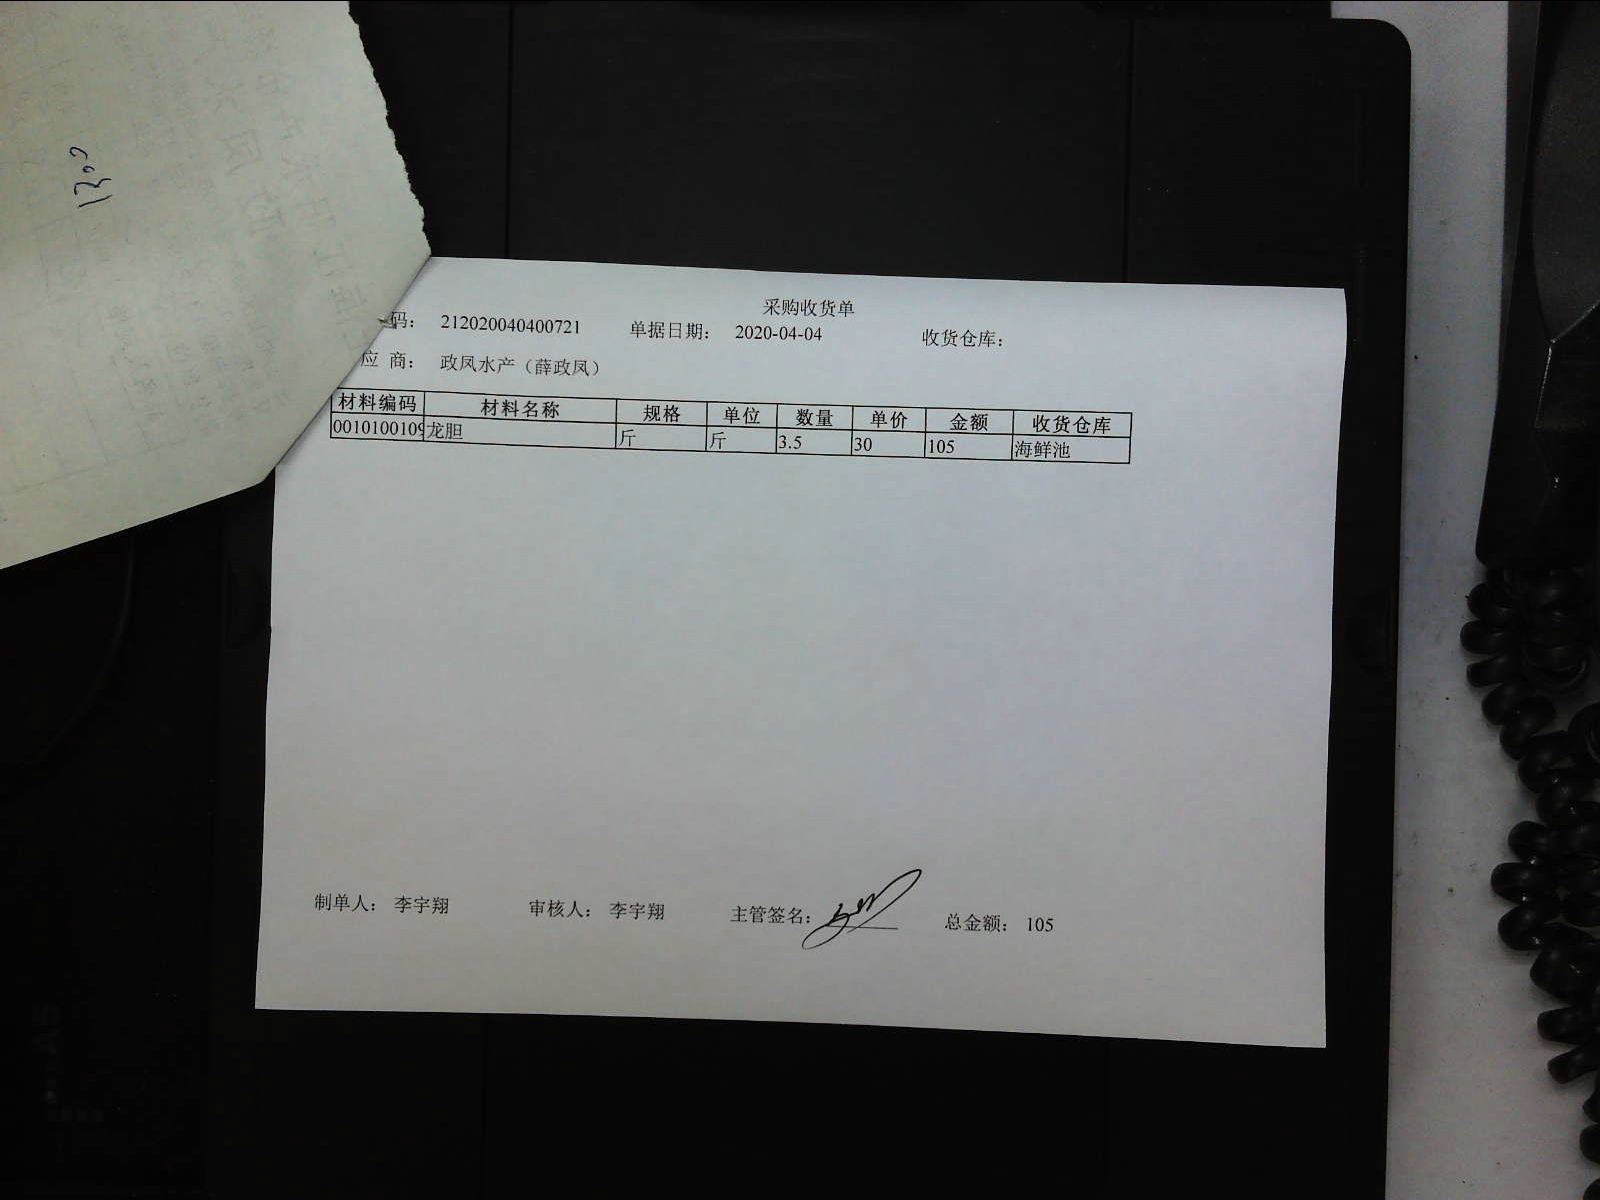 1300
采购收货单
码： 212020040400721 单据日期： 2020-04-04 收货仓库：
应 商： 政凤水产（薛政凤）
材料编码 材料名称 规格 单位 数量 单价 金额 收货仓库
0010100109 龙胆 斤 斤 3.5 30 105 海鲜池
制单人： 李宇翔 审核人： 李宇翔 主管签名： 总金额： 105